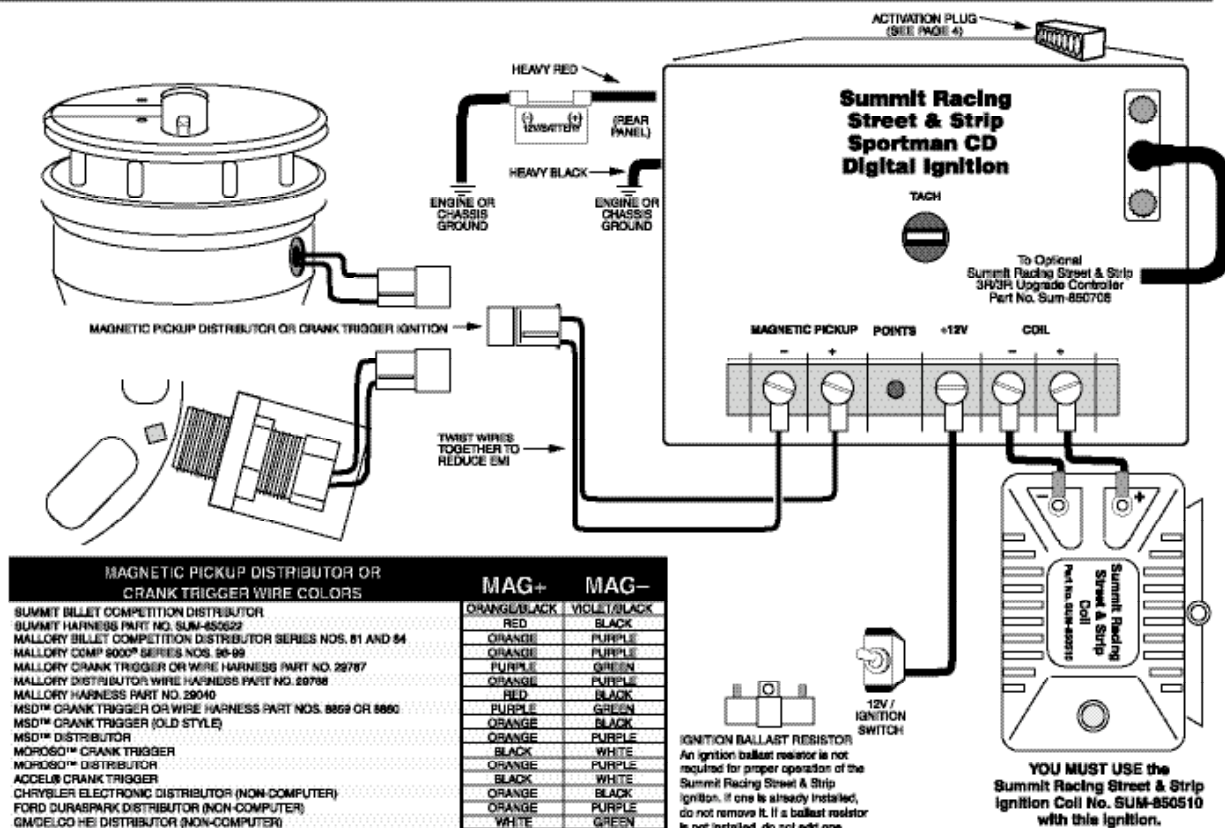 ACTIVATION PLUG
(SEE PAGE 4)
HEAVY RED
(-) (+)
12V/BATTERY
(REAR
PANEL)
HEAVY BLACK
ENGINE OR
CHASSIS
GROUND
ENGINE OR
CHASSIS
GROUND
Summit Racing
Street & Strip
Sportman CD
Digital Ignition
TACH
To Optional
Summit Racing Street & Strip
3R/3R Upgrade Controller
Part No. Sum-850708
MAGNETIC PICKUP DISTRIBUTOR OR CRANK TRIGGER IGNITION
MAGNETIC PICKUP POINTS +12V COIL
- + - +
TWIST WIRES
TOGETHER TO
REDUCE EMI
- +
Summit Racing
Street & Strip
Coil
Part No. SUM-850510
12V /
IGNITION
SWITCH
MAGNETIC PICKUP DISTRIBUTOR OR
CRANK TRIGGER WIRE COLORS MAG+ MAG–
SUMMIT BILLET COMPETITION DISTRIBUTOR ORANGE/BLACK VIOLET/BLACK
SUMMIT HARNESS PART NO. SUM-850522 RED BLACK
MALLORY BILLET COMPETITION DISTRIBUTOR SERIES NOS. 81 AND 84 ORANGE PURPLE
MALLORY COMP 9000® SERIES NOS. 96-99 ORANGE PURPLE
MALLORY CRANK TRIGGER OR WIRE HARNESS PART NO. 29787 PURPLE GREEN
MALLORY DISTRIBUTOR WIRE HARNESS PART NO. 29788 ORANGE PURPLE
MALLORY HARNESS PART NO. 29040 RED BLACK
MSD™ CRANK TRIGGER OR WIRE HARNESS PART NOS. 8859 OR 8860 PURPLE GREEN
MSD™ CRANK TRIGGER (OLD STYLE) ORANGE BLACK
MSD™ DISTRIBUTOR ORANGE PURPLE
MOROSO™ CRANK TRIGGER BLACK WHITE
MOROSO™ DISTRIBUTOR ORANGE PURPLE
ACCEL® CRANK TRIGGER BLACK WHITE
CHRYSLER ELECTRONIC DISTRIBUTOR (NON-COMPUTER) ORANGE BLACK
FORD DURASPARK DISTRIBUTOR (NON-COMPUTER) ORANGE PURPLE
GM/DELCO HEI DISTRIBUTOR (NON-COMPUTER) WHITE GREEN
IGNITION BALLAST RESISTOR
An ignition ballast resistor is not
required for proper operation of the
Summit Racing Street & Strip
Ignition. If one is already installed,
do not remove it. If a ballast resistor
is not installed, do not add one.
YOU MUST USE the
Summit Racing Street & Strip
Ignition Coil No. SUM-850510
with this ignition.